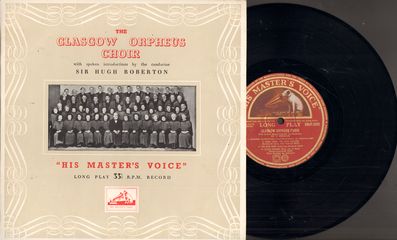 THE
GLASGOW ORPHEUS
CHOIR
with spoken introductions by the conductor
SIR HUGH ROBERTON
"HIS MASTER'S VOICE"
LONG PLAY 33⅓ R.P.M. RECORD
"HIS MASTER'S VOICE"
LONG PLAY
GLASGOW ORPHEUS CHOIR